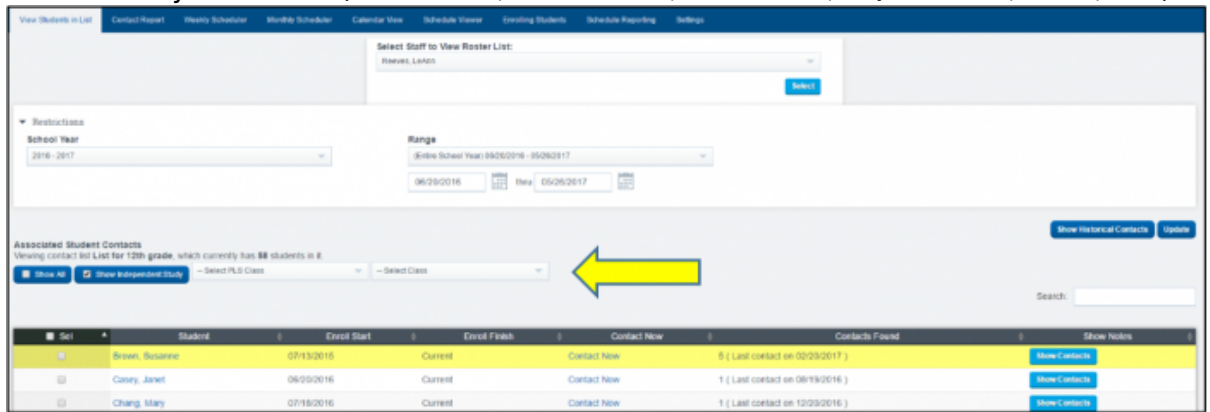 View Students in List Contact Report Weekly Scheduler Monthly Scheduler Calendar View Schedule Viewer Enrolling Students Schedule Reporting Settings
Select Staff to View Roster List:
Reeves, LeAnn
Select
Restrictions
School Year Range
2016 - 2017 (Entire School Year) - 05/26/2017
06/20/2016 thru 05/26/2017
Show Historical Contacts Update
Associated Student Contacts
Viewing contact list List for 12th grade, which currently has 88 students in it.
Show All Show Independent Study -- Select PLS Class -- Select Class
Search:
Sel Student Enroll Start Enroll Finish Contact Now Contacts Found Show Notes
Brown, Susanne 07/13/2016 Current Contact Now 5 ( Last contact on 02/20/2017 ) Show Contacts
Casey, Janet 06/20/2016 Current Contact Now 1 ( Last contact on 08/19/2016 ) Show Contacts
Chang, Mary 07/18/2016 Current Contact Now 1 ( Last contact on 12/20/2016 ) Show Contacts